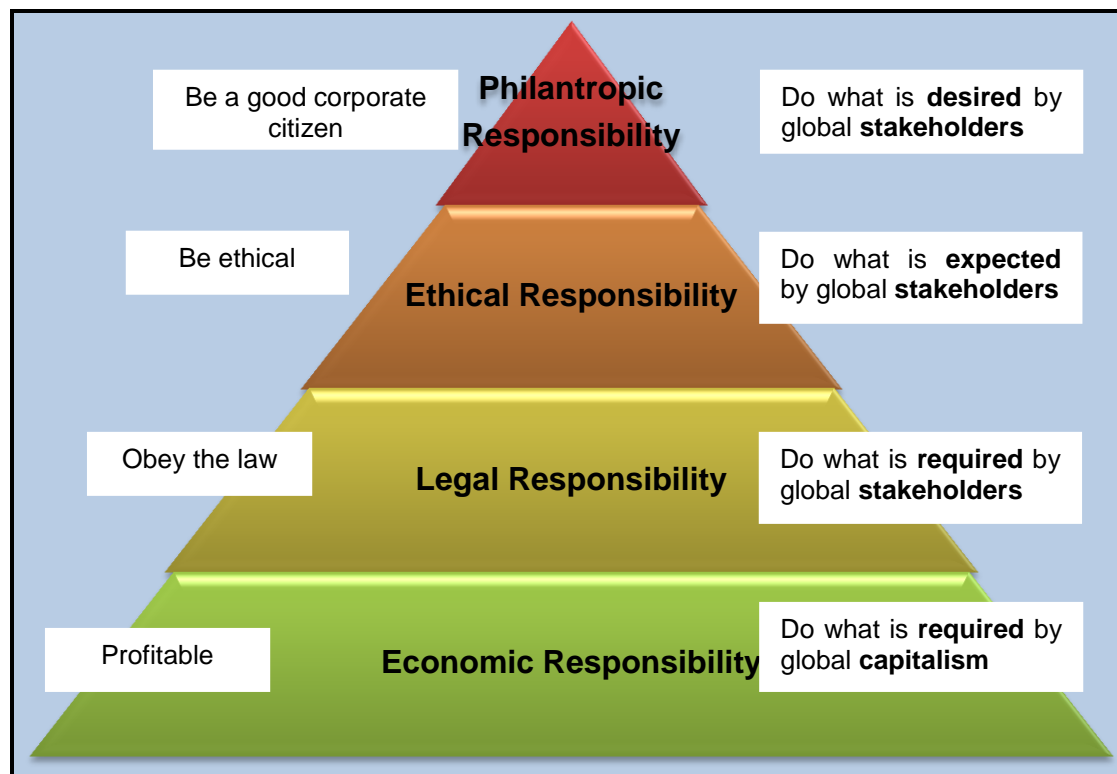 Be a good corporate
citizen
Philantropic
Responsibility
Do what is desired by
global stakeholders
Be ethical
Ethical Responsibility
Do what is expected
by global stakeholders
Obey the law
Legal Responsibility
Do what is required by
global stakeholders
Profitable
Economic Responsibility
Do what is required by
global capitalism